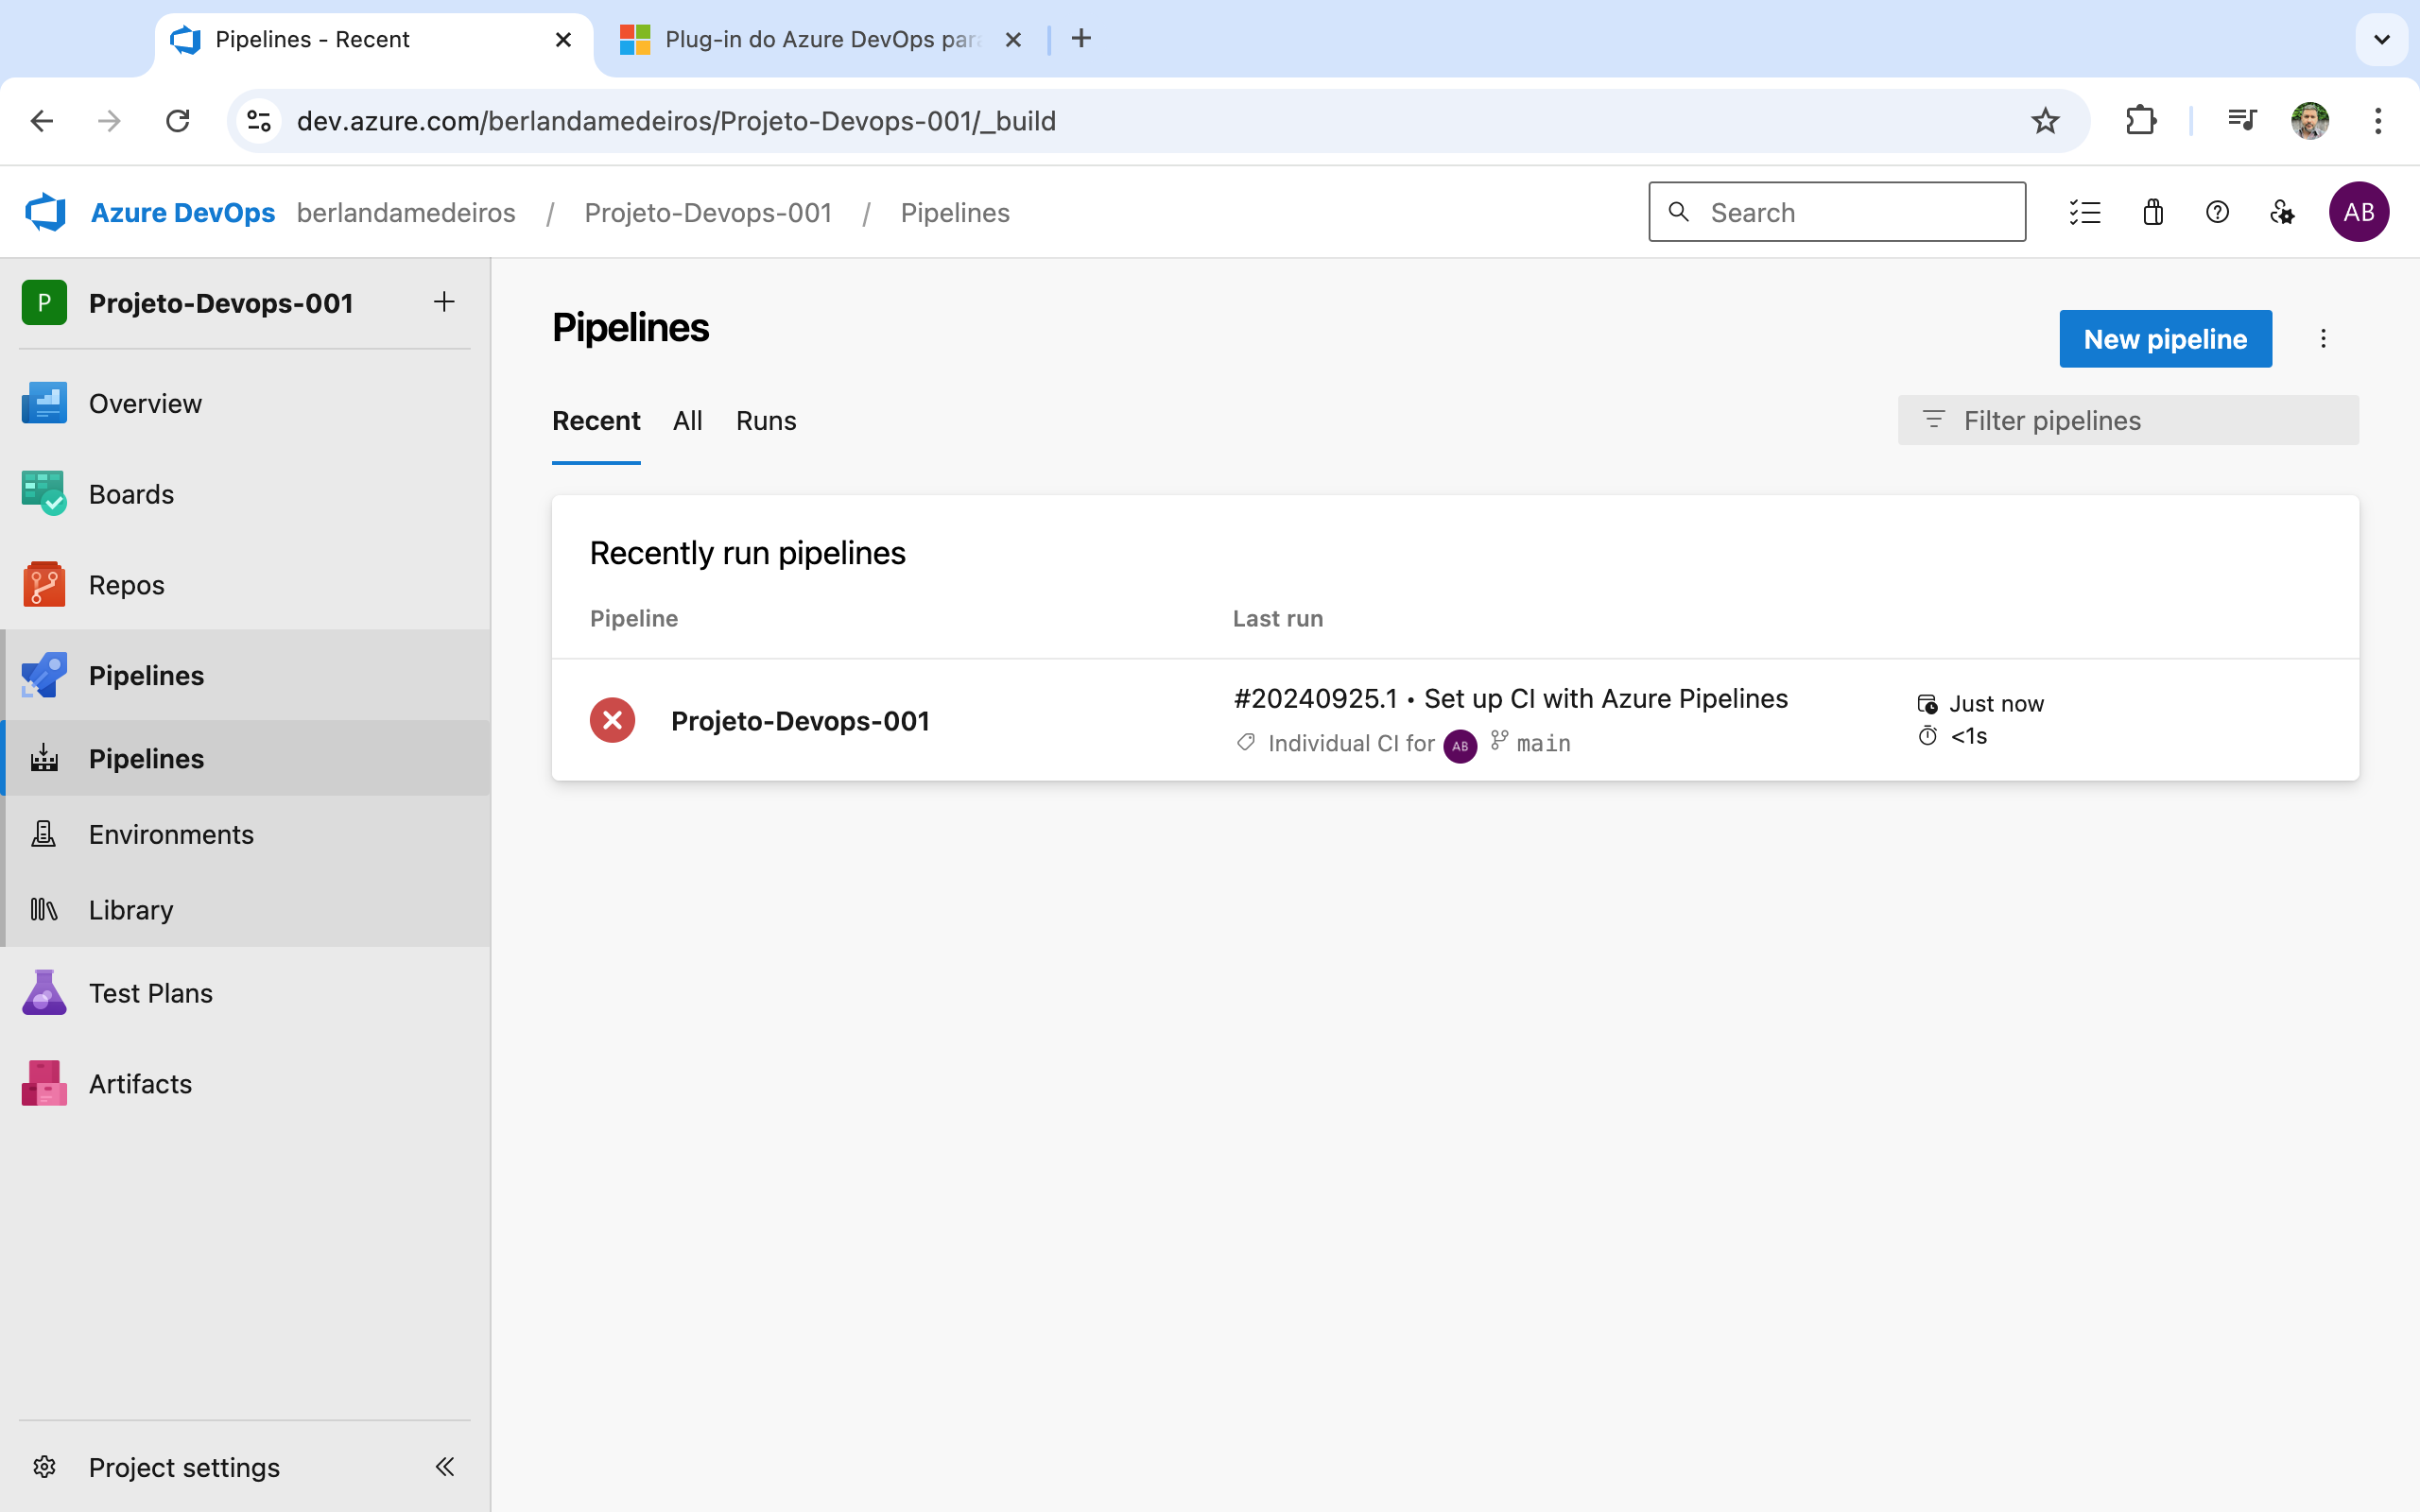 Pipelines - Recent
Plug-in do Azure DevOps par
dev.azure.com/berlandamedeiros/Projeto-Devops-001/_build
Azure DevOps berlandamedeiros / Projeto-Devops-001 / Pipelines
Search
AB
P Projeto-Devops-001
Overview
Boards
Repos
Pipelines
Pipelines
Environments
Library
Test Plans
Artifacts
Project settings
Pipelines
New pipeline
Recent All Runs
Filter pipelines
Recently run pipelines
Pipeline Last run
Projeto-Devops-001
#20240925.1 • Set up CI with Azure Pipelines
Individual CI for AB main
Just now
<1s